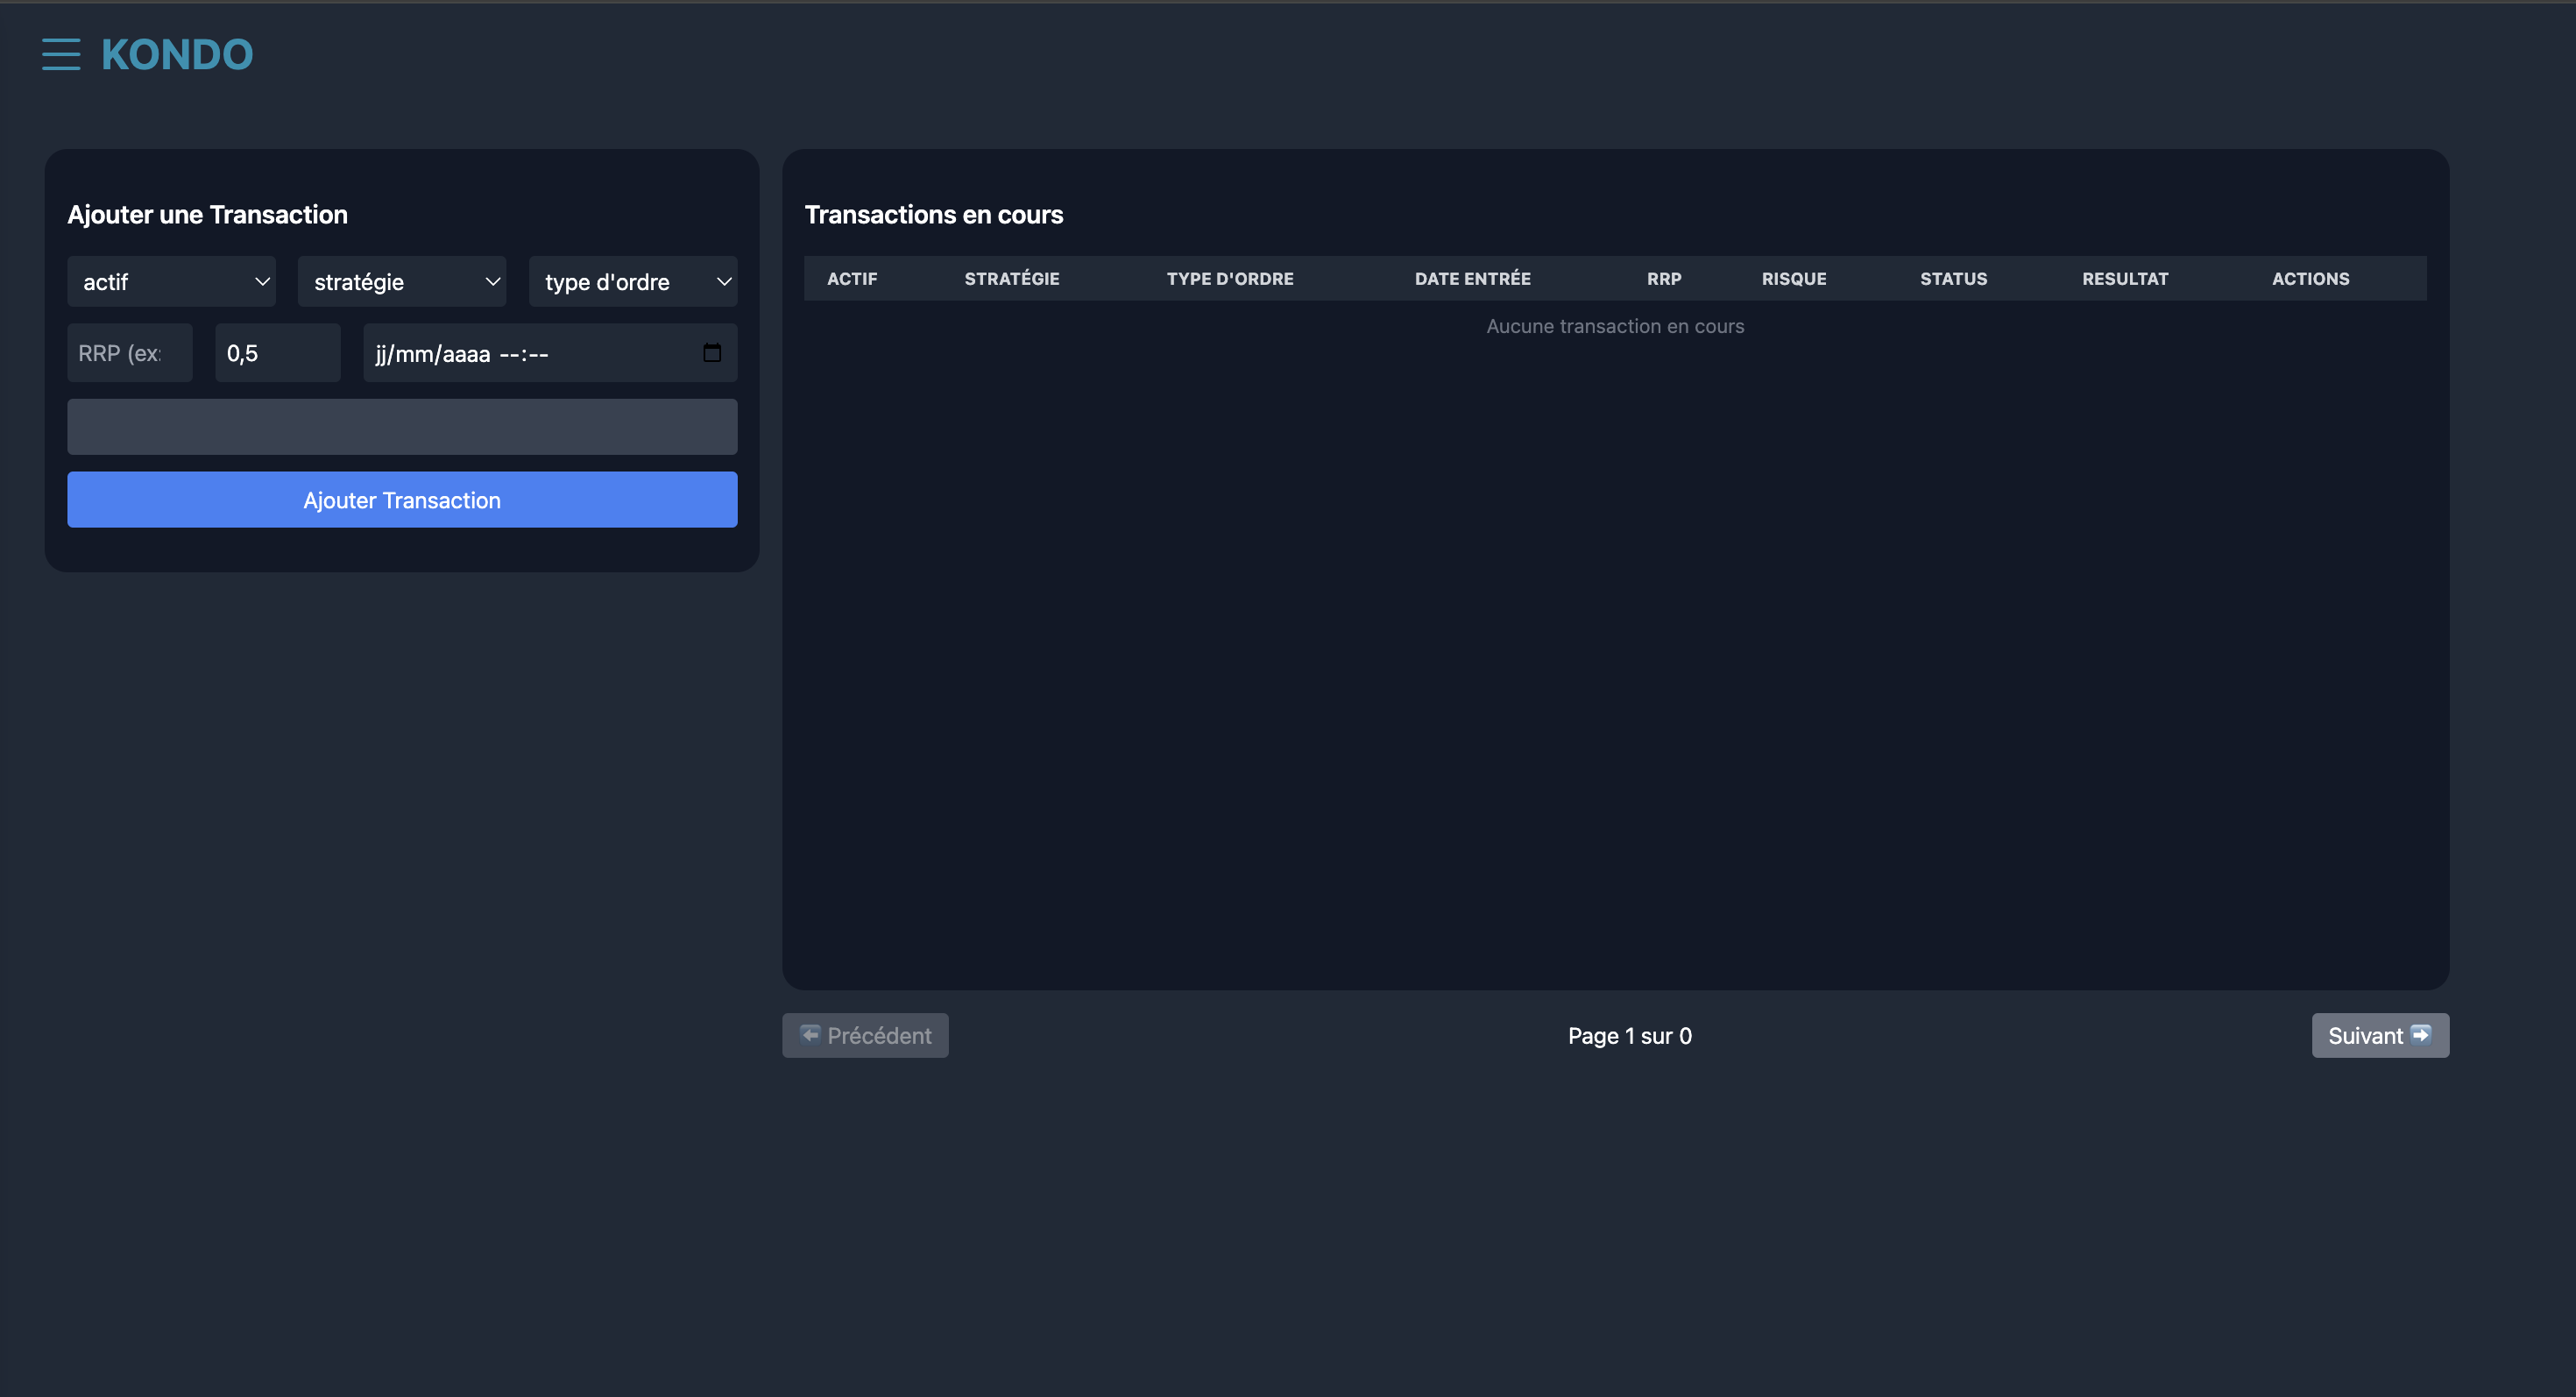 KONDO
Ajouter une Transaction
actif stratégie type d'ordre
RRP (ex: 0,5 jj/mm/aaaa --:--
Ajouter Transaction
Transactions en cours
ACTIF STRATÉGIE TYPE D'ORDRE DATE ENTRÉE RRP RISQUE STATUS RESULTAT ACTIONS
Aucune transaction en cours
⬅️ Précédent Page 1 sur 0 Suivant ➡️